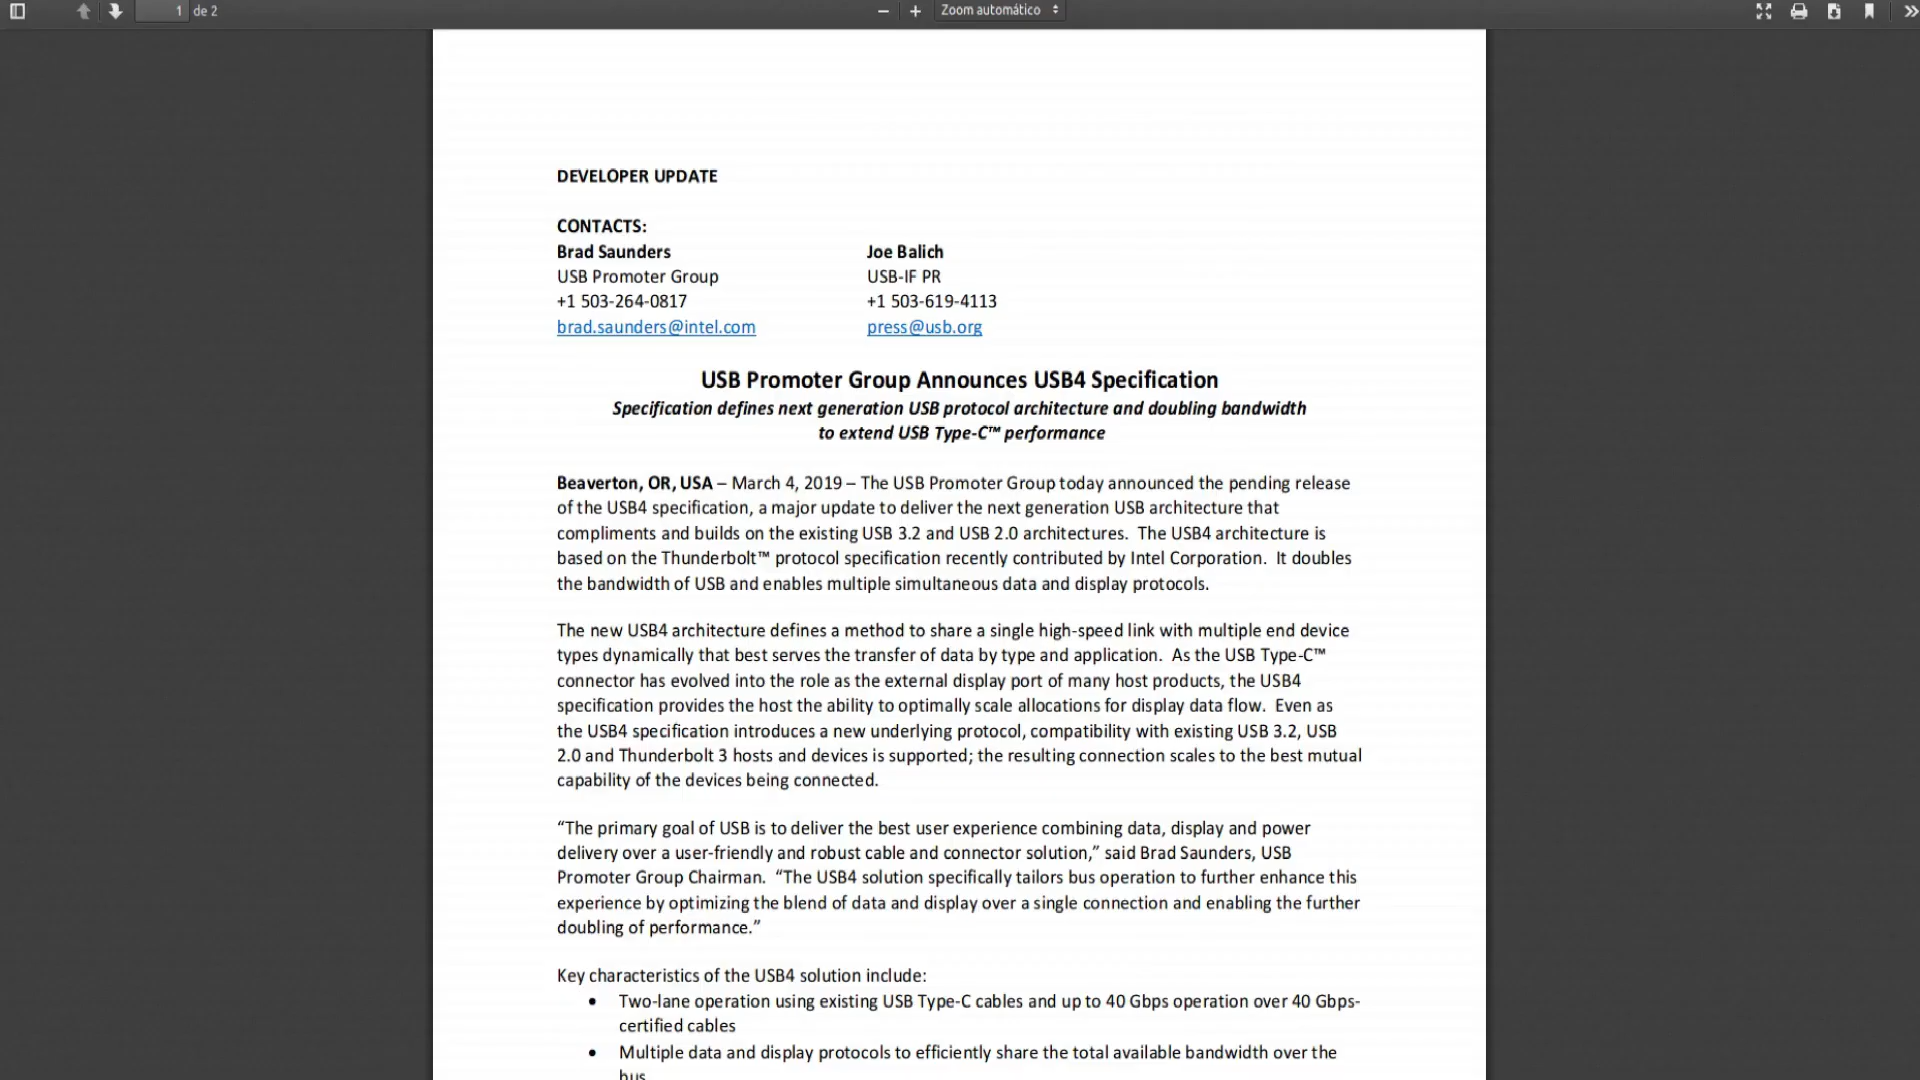 1 de 2
Zoom automático
DEVELOPER UPDATE
CONTACTS:
Brad Saunders
Joe Balich
USB Promoter Group
USB-IF PR
+1 503-264-0817
+1 503-619-4113
brad.saunders@intel.com
press@usb.org
USB Promoter Group Announces USB4 Specification
Specification defines next generation USB protocol architecture and doubling bandwidth
to extend USB Type-C™ performance
Beaverton, OR, USA – March 4, 2019 – The USB Promoter Group today announced the pending release
of the USB4 specification, a major update to deliver the next generation USB architecture that
compliments and builds on the existing USB 3.2 and USB 2.0 architectures.  The USB4 architecture is
based on the Thunderbolt™ protocol specification recently contributed by Intel Corporation.  It doubles
the bandwidth of USB and enables multiple simultaneous data and display protocols.
The new USB4 architecture defines a method to share a single high-speed link with multiple end device
types dynamically that best serves the transfer of data by type and application.  As the USB Type-C™
connector has evolved into the role as the external display port of many host products, the USB4
specification provides the host the ability to optimally scale allocations for display data flow.  Even as
the USB4 specification introduces a new underlying protocol, compatibility with existing USB 3.2, USB
2.0 and Thunderbolt 3 hosts and devices is supported; the resulting connection scales to the best mutual
capability of the devices being connected.
“The primary goal of USB is to deliver the best user experience combining data, display and power
delivery over a user-friendly and robust cable and connector solution,” said Brad Saunders, USB
Promoter Group Chairman.  “The USB4 solution specifically tailors bus operation to further enhance this
experience by optimizing the blend of data and display over a single connection and enabling the further
doubling of performance.”
Key characteristics of the USB4 solution include:
• Two-lane operation using existing USB Type-C cables and up to 40 Gbps operation over 40 Gbps-
certified cables
• Multiple data and display protocols to efficiently share the total available bandwidth over the
bus